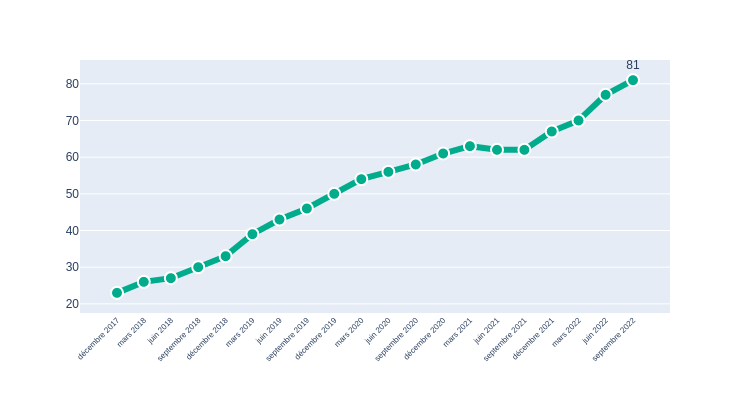 81
80
70
60
50
40
30
20
décembre 2017
mars 2018
juin 2018
septembre 2018
décembre 2018
mars 2019
juin 2019
septembre 2019
décembre 2019
mars 2020
juin 2020
septembre 2020
décembre 2020
mars 2021
juin 2021
septembre 2021
décembre 2021
mars 2022
juin 2022
septembre 2022